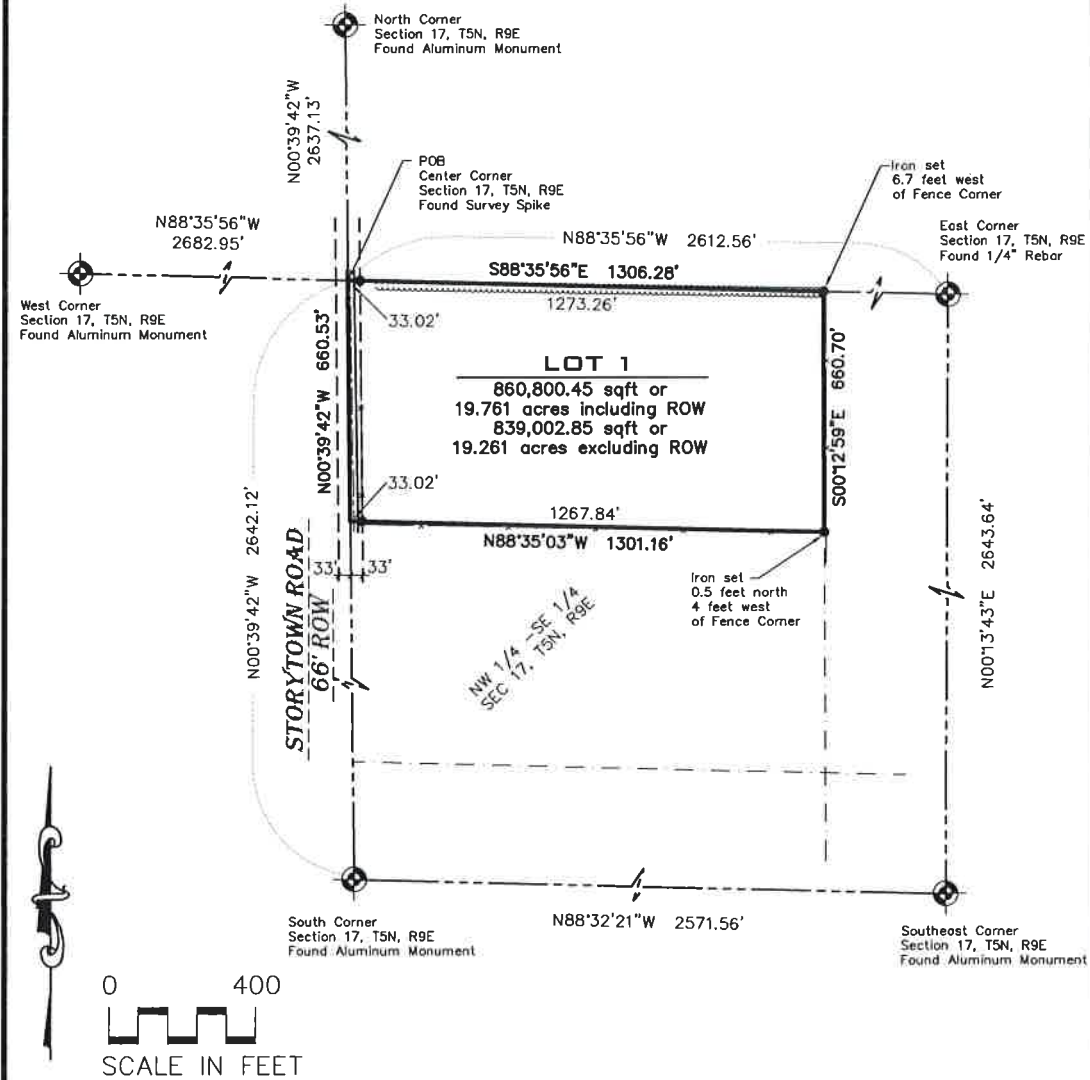 North Corner
Section 17, T5N, R9E
Found Aluminum Monument
N00°39'42"W
2637.13'
POB
Center Corner
Section 17, T5N, R9E
Found Survey Spike
Iron set
6.7 feet west
of Fence Corner
N88°35'56"W
2682.95'
N88°35'56"W 2612.56'
East Corner
Section 17, T5N, R9E
Found 1/4" Rebar
S88°35'56"E 1306.28'
1273.26'
West Corner
Section 17, T5N, R9E
Found Aluminum Monument
33.02'
N00°39'42"W 660.53'
LOT 1
860,800.45 sqft or
19.761 acres including ROW
839,002.85 sqft or
19.261 acres excluding ROW
S00°12'59"E 660.70'
33.02'
1267.84'
N88°35'03"W 1301.16'
N00°39'42"W 2642.12'
STORYTOWN ROAD
66' ROW
33' 33'
Iron set
0.5 feet north
4 feet west
of Fence Corner
NW 1/4 -SE 1/4
SEC 17, T5N, R9E
N00°13'43"E 2643.64'
South Corner
Section 17, T5N, R9E
Found Aluminum Monument
N88°32'21"W 2571.56'
Southeast Corner
Section 17, T5N, R9E
Found Aluminum Monument
0 400
SCALE IN FEET